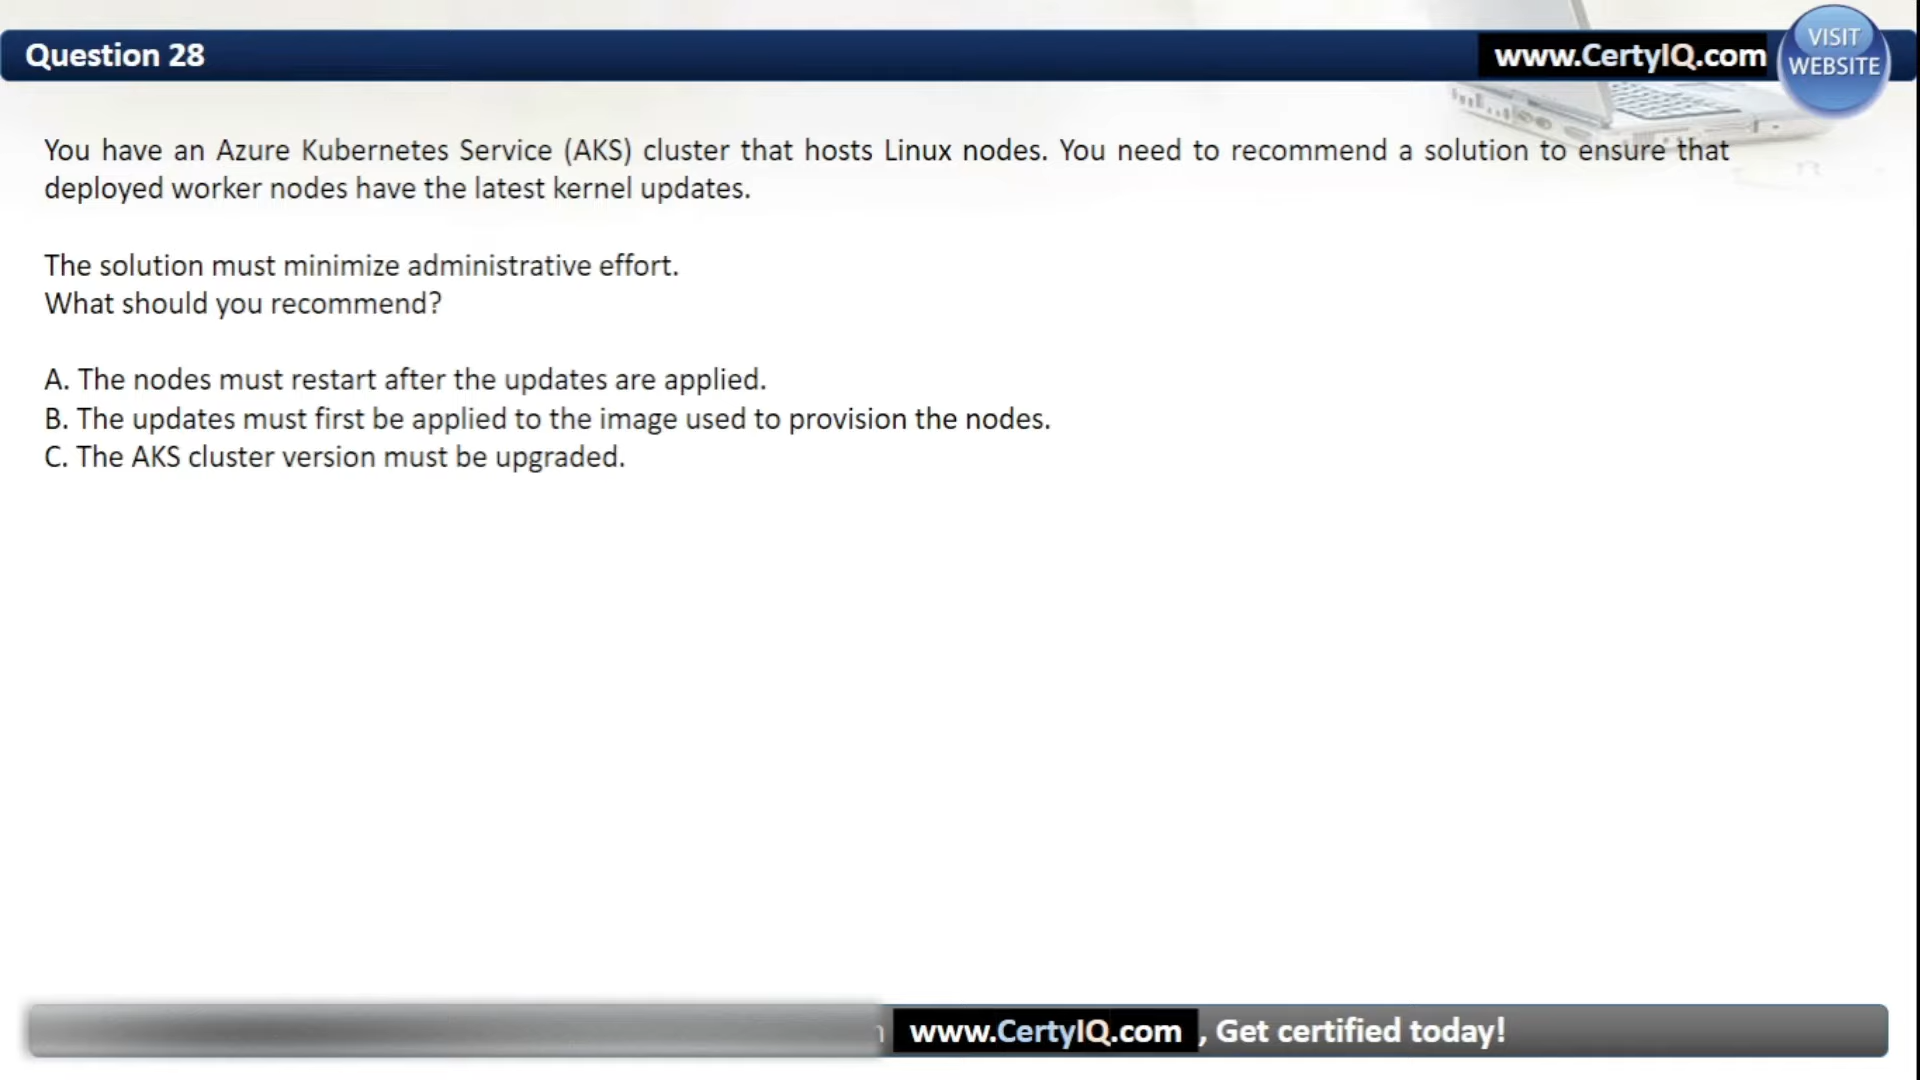 Question 28
www.CertyIQ.com
VISIT
WEBSITE
You have an Azure Kubernetes Service (AKS) cluster that hosts Linux nodes. You need to recommend a solution to ensure that
deployed worker nodes have the latest kernel updates.
The solution must minimize administrative effort.
What should you recommend?
A. The nodes must restart after the updates are applied.
B. The updates must first be applied to the image used to provision the nodes.
C. The AKS cluster version must be upgraded.
www.CertyIQ.com , Get certified today!